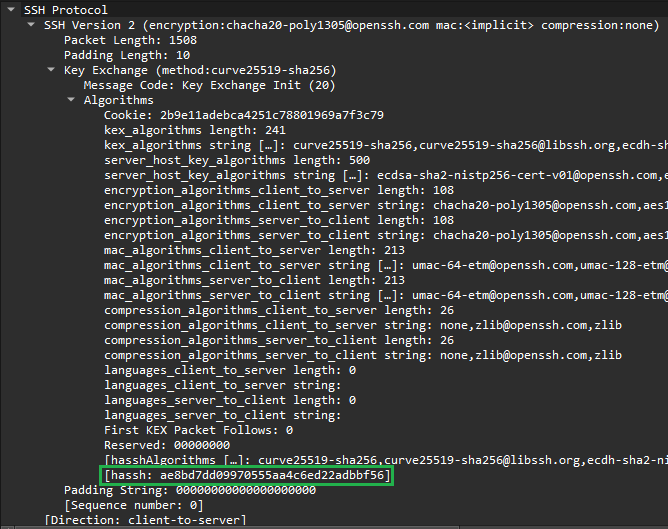 SSH Protocol
SSH Version 2 (encryption:chacha20-poly1305@openssh.com mac:<implicit> compression:none)
Packet Length: 1508
Padding Length: 10
Key Exchange (method:curve25519-sha256)
Message Code: Key Exchange Init (20)
Algorithms
Cookie: 2b9e11adebca4251c78801969a7f3c79
kex_algorithms length: 241
kex_algorithms string […]: curve25519-sha256,curve25519-sha256@libssh.org,ecdh-sh
server_host_key_algorithms length: 500
server_host_key_algorithms string […]: ecdsa-sha2-nistp256-cert-v01@openssh.com,e
encryption_algorithms_client_to_server length: 108
encryption_algorithms_client_to_server string: chacha20-poly1305@openssh.com,aes1
encryption_algorithms_server_to_client length: 108
encryption_algorithms_server_to_client string: chacha20-poly1305@openssh.com,aes1
mac_algorithms_client_to_server length: 213
mac_algorithms_client_to_server string […]: umac-64-etm@openssh.com,umac-128-etm@
mac_algorithms_server_to_client length: 213
mac_algorithms_server_to_client string […]: umac-64-etm@openssh.com,umac-128-etm@
compression_algorithms_client_to_server length: 26
compression_algorithms_client_to_server string: none,zlib@openssh.com,zlib
compression_algorithms_server_to_client length: 26
compression_algorithms_server_to_client string: none,zlib@openssh.com,zlib
languages_client_to_server length: 0
languages_client_to_server string:
languages_server_to_client length: 0
languages_server_to_client string:
First KEX Packet Follows: 0
Reserved: 00000000
[hasshAlgorithms […]: curve25519-sha256,curve25519-sha256@libssh.org,ecdh-sha2-ni
[hassh: ae8bd7dd09970555aa4c6ed22adbbf56]
Padding String: 00000000000000000000
[Sequence number: 0]
[Direction: client-to-server]